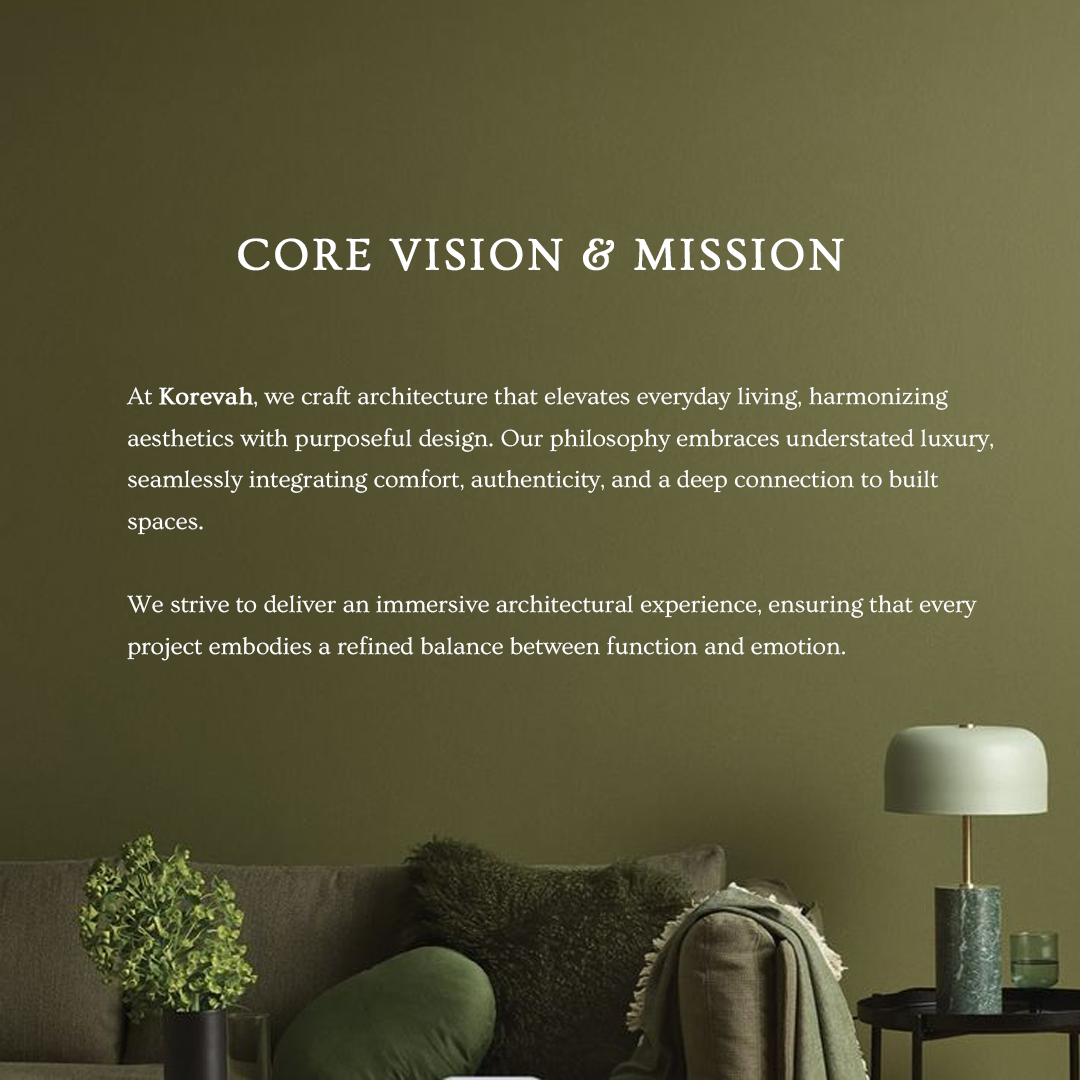 CORE VISION & MISSION
At Korevah, we craft architecture that elevates everyday living, harmonizing
aesthetics with purposeful design. Our philosophy embraces understated luxury,
seamlessly integrating comfort, authenticity, and a deep connection to built
spaces.
We strive to deliver an immersive architectural experience, ensuring that every
project embodies a refined balance between function and emotion.